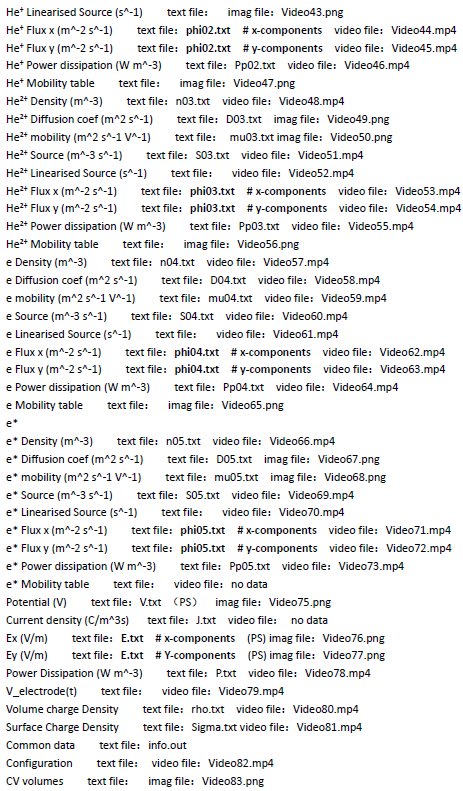 He⁺ Linearised Source (s^-1) text file： imag file：Video43.png
He⁺ Flux x (m^-2 s^-1) text file：phi02.txt # x-components video file：Video44.mp4
He⁺ Flux y (m^-2 s^-1) text file：phi02.txt # y-components video file：Video45.mp4
He⁺ Power dissipation (W m^-3) text file：Pp02.txt video file：Video46.mp4
He⁺ Mobility table text file： imag file：Video47.png
He²⁺ Density (m^-3) text file：n03.txt video file：Video48.mp4
He²⁺ Diffusion coef (m^2 s^-1) text file：D03.txt imag file：Video49.png
He²⁺ mobility (m^2 s^-1 V^-1) text file： mu03.txt imag file：Video50.png
He²⁺ Source (m^-3 s^-1) text file：S03.txt video file：Video51.mp4
He²⁺ Linearised Source (s^-1) text file： video file：Video52.mp4
He²⁺ Flux x (m^-2 s^-1) text file：phi03.txt # x-components video file：Video53.mp4
He²⁺ Flux y (m^-2 s^-1) text file：phi03.txt # y-components video file：Video54.mp4
He²⁺ Power dissipation (W m^-3) text file：Pp03.txt video file：Video55.mp4
He²⁺ Mobility table text file： imag file：Video56.png
e Density (m^-3) text file：n04.txt video file：Video57.mp4
e Diffusion coef (m^2 s^-1) text file：D04.txt video file：Video58.mp4
e mobility (m^2 s^-1 V^-1) text file：mu04.txt video file：Video59.mp4
e Source (m^-3 s^-1) text file：S04.txt video file：Video60.mp4
e Linearised Source (s^-1) text file： video file：Video61.mp4
e Flux x (m^-2 s^-1) text file：phi04.txt # x-components video file：Video62.mp4
e Flux y (m^-2 s^-1) text file：phi04.txt # y-components video file：Video63.mp4
e Power dissipation (W m^-3) text file：Pp04.txt video file：Video64.mp4
e Mobility table text file： imag file：Video65.png
e*
e* Density (m^-3) text file：n05.txt video file：Video66.mp4
e* Diffusion coef (m^2 s^-1) text file：D05.txt imag file：Video67.png
e* mobility (m^2 s^-1 V^-1) text file：mu05.txt imag file：Video68.png
e* Source (m^-3 s^-1) text file：S05.txt video file：Video69.mp4
e* Linearised Source (s^-1) text file： video file：Video70.mp4
e* Flux x (m^-2 s^-1) text file：phi05.txt # x-components video file：Video71.mp4
e* Flux y (m^-2 s^-1) text file：phi05.txt # y-components video file：Video72.mp4
e* Power dissipation (W m^-3) text file：Pp05.txt video file：Video73.mp4
e* Mobility table text file： video file：no data
Potential (V) text file：V.txt （PS） imag file：Video75.png
Current density (C/m^3s) text file：J.txt video file： no data
Ex (V/m) text file：E.txt # x-components (PS) imag file：Video76.png
Ey (V/m) text file：E.txt # Y-components (PS) imag file：Video77.png
Power Dissipation (W m^-3) text file：P.txt video file：Video78.mp4
V_electrode(t) text file： video file：Video79.mp4
Volume charge Density text file：rho.txt video file：Video80.mp4
Surface Charge Density text file：Sigma.txt video file：Video81.mp4
Common data text file：info.out
Configuration text file： video file：Video82.mp4
CV volumes text file： imag file：Video83.png